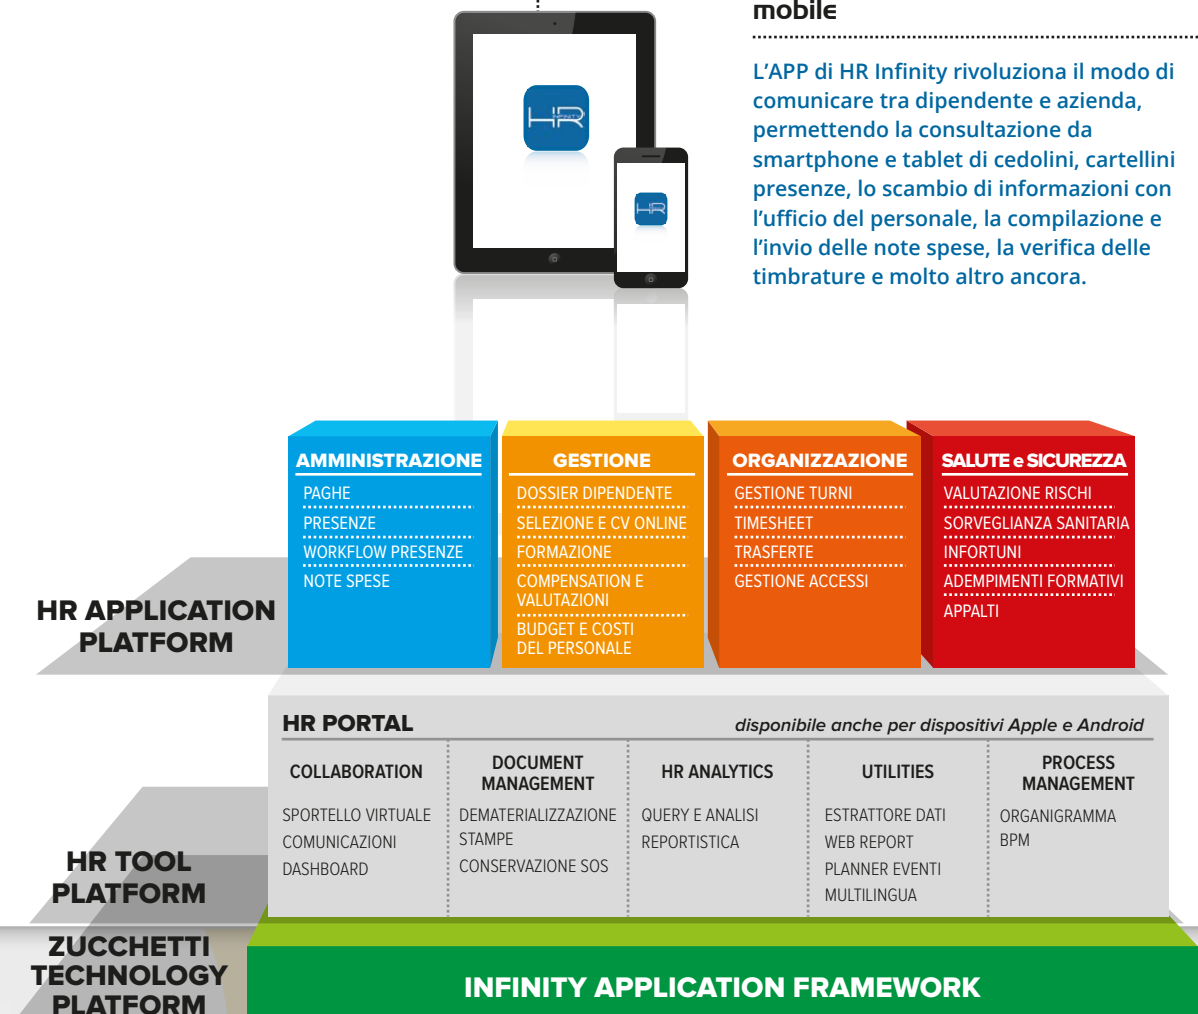 mobile
L'APP di HR Infinity rivoluziona il modo di
comunicare tra dipendente e azienda,
permettendo la consultazione da
smartphone e tablet di cedolini, cartellini
presenze, lo scambio di informazioni con
l'ufficio del personale, la compilazione e
l'invio delle note spese, la verifica delle
timbrature e molto altro ancora.
HR
INFINITY
HR
HR APPLICATION
PLATFORM
AMMINISTRAZIONE
PAGHE
PRESENZE
WORKFLOW PRESENZE
NOTE SPESE
GESTIONE
DOSSIER DIPENDENTE
SELEZIONE E CV ONLINE
FORMAZIONE
COMPENSATION E
VALUTAZIONI
BUDGET E COSTI
DEL PERSONALE
ORGANIZZAZIONE
GESTIONE TURNI
TIMESHEET
TRASFERTE
GESTIONE ACCESSI
SALUTE e SICUREZZA
VALUTAZIONE RISCHI
SORVEGLIANZA SANITARIA
INFORTUNI
ADEMPIMENTI FORMATIVI
APPALTI
HR TOOL
PLATFORM
HR PORTAL
disponibile anche per dispositivi Apple e Android
COLLABORATION
SPORTELLO VIRTUALE
COMUNICAZIONI
DASHBOARD
DOCUMENT
MANAGEMENT
DEMATERIALIZZAZIONE
STAMPE
CONSERVAZIONE SOS
HR ANALYTICS
QUERY E ANALISI
REPORTISTICA
UTILITIES
ESTRATTORE DATI
WEB REPORT
PLANNER EVENTI
MULTILINGUA
PROCESS
MANAGEMENT
ORGANIGRAMMA
BPM
ZUCCHETTI
TECHNOLOGY
PLATFORM
INFINITY APPLICATION FRAMEWORK